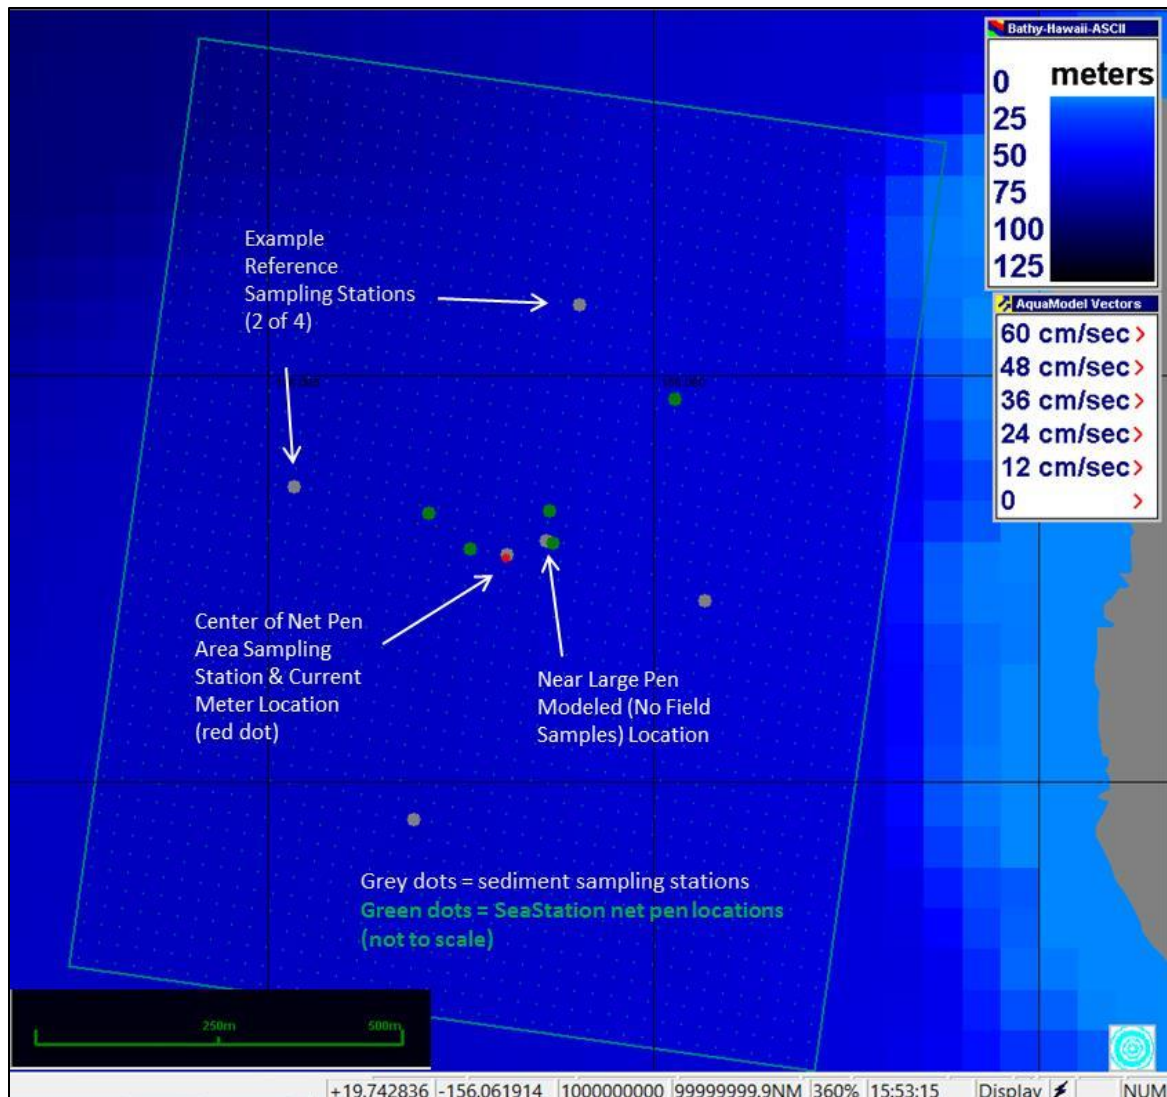 Bathy-Hawaii-ASCII
meters
0
25
50
75
100
125
AquaModel Vectors
60 cm/sec
48 cm/sec
36 cm/sec
24 cm/sec
12 cm/sec
0
Example
Reference
Sampling Stations
(2 of 4)
Center of Net Pen
Area Sampling
Station & Current
Meter Location
(red dot)
Near Large Pen
Modeled (No Field
Samples) Location
Grey dots = sediment sampling stations
Green dots = SeaStation net pen locations
(not to scale)
250m
500m
+19.742836 -156.061914 1000000000 99999999.9NM 360% 15:53:15 Display NUM